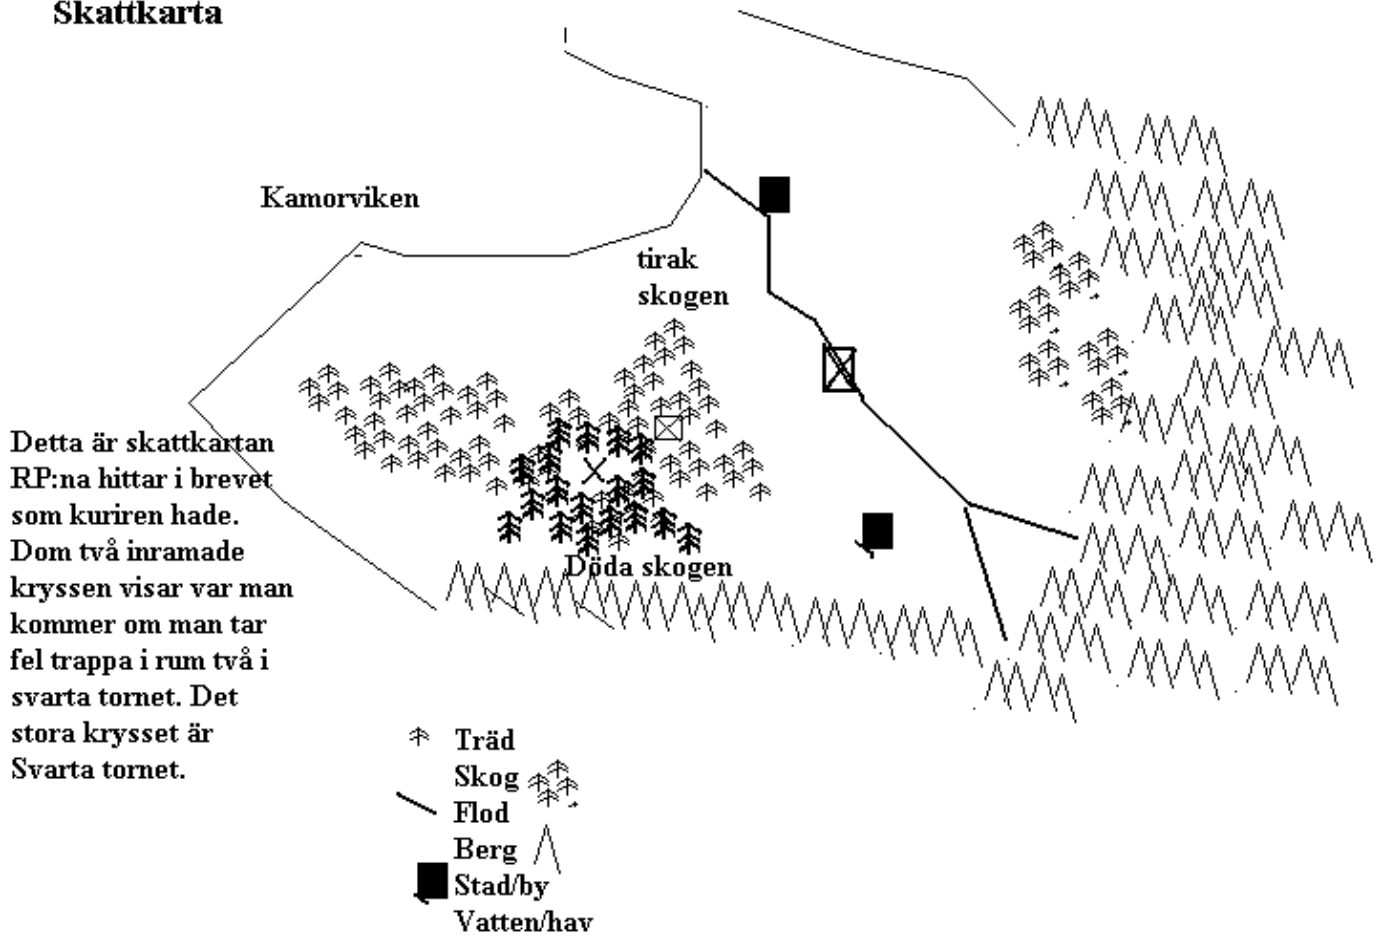 Skattkarta
Kamorviken
tirak
skogen
Detta är skattkartan
RP:na hittar i brevet
som kuriren hade.
Dom två inramade
kryssen visar var man
kommer om man tar
fel trappa i rum två i
svarta tornet. Det
stora krysset är
Svarta tornet.
Döda skogen
Träd
Skog
Flod
Berg
Stad/by
Vatten/hav